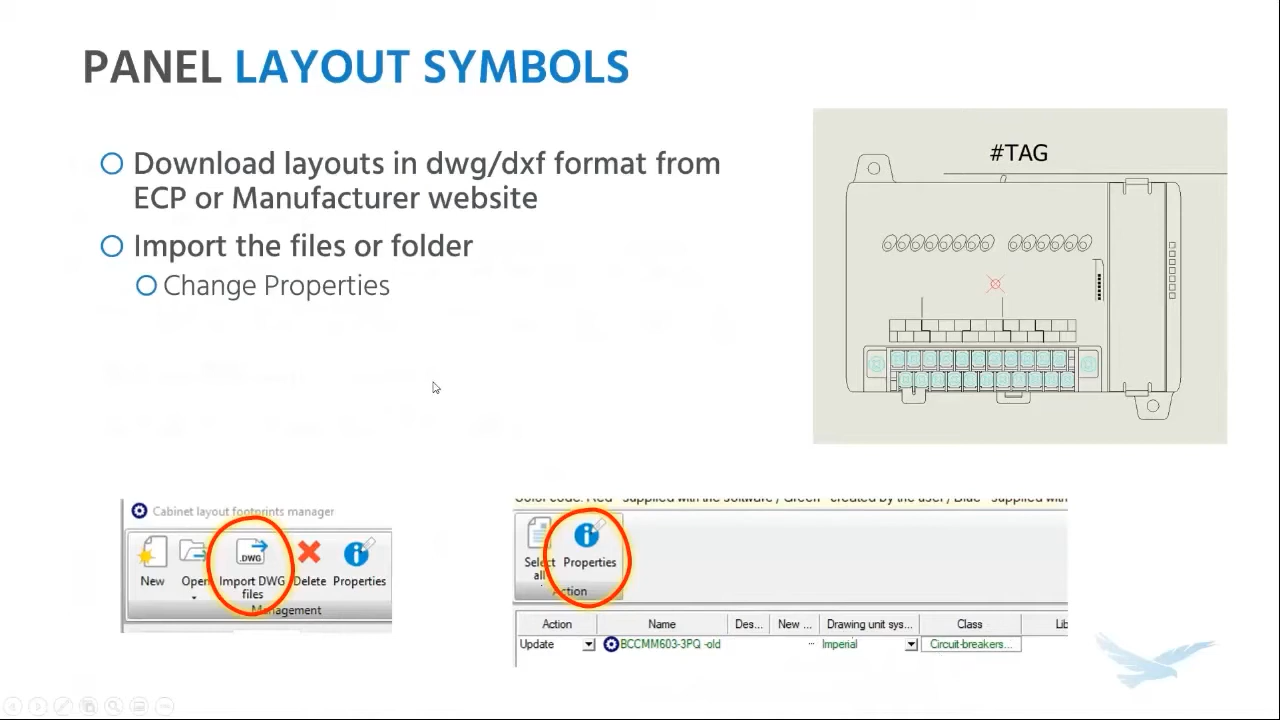 PANEL LAYOUT SYMBOLS
Download layouts in dwg/dxf format from
ECP or Manufacturer website
Import the files or folder
Change Properties
#TAG
Cabinet layout footprints manager
New
Open
Import DWG
files
Delete
Properties
Management
Color code: Red - supplied with the software / Green - created by the user / Blue - supplied with
Select
all
Properties
Action
Action Name Des... New ... Drawing unit sys... Class Lib
Update BCCMM603-3PQ -old ... Imperial Circuit-breakers...
.DWG